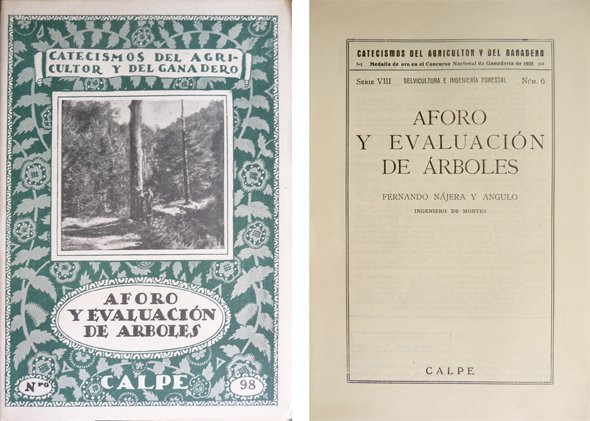 CATECISMOS DEL AGRI-
CULTOR Y DEL GANADERO
AFORO
Y EVALUACIÓN
DE ARBOLES
CALPE
Nro
98
CATECISMOS DEL AGRICULTOR Y DEL GANADERO
Medalla de oro en el Concurso Nacional de Ganadería de 1922
SERIE VIII SELVICULTURA E INGENIERÍA FORESTAL NÚM. 6
AFORO
Y EVALUACIÓN
DE ÁRBOLES
FERNANDO NÁJERA Y ANGULO
INGENIERO DE MONTES
CALPE